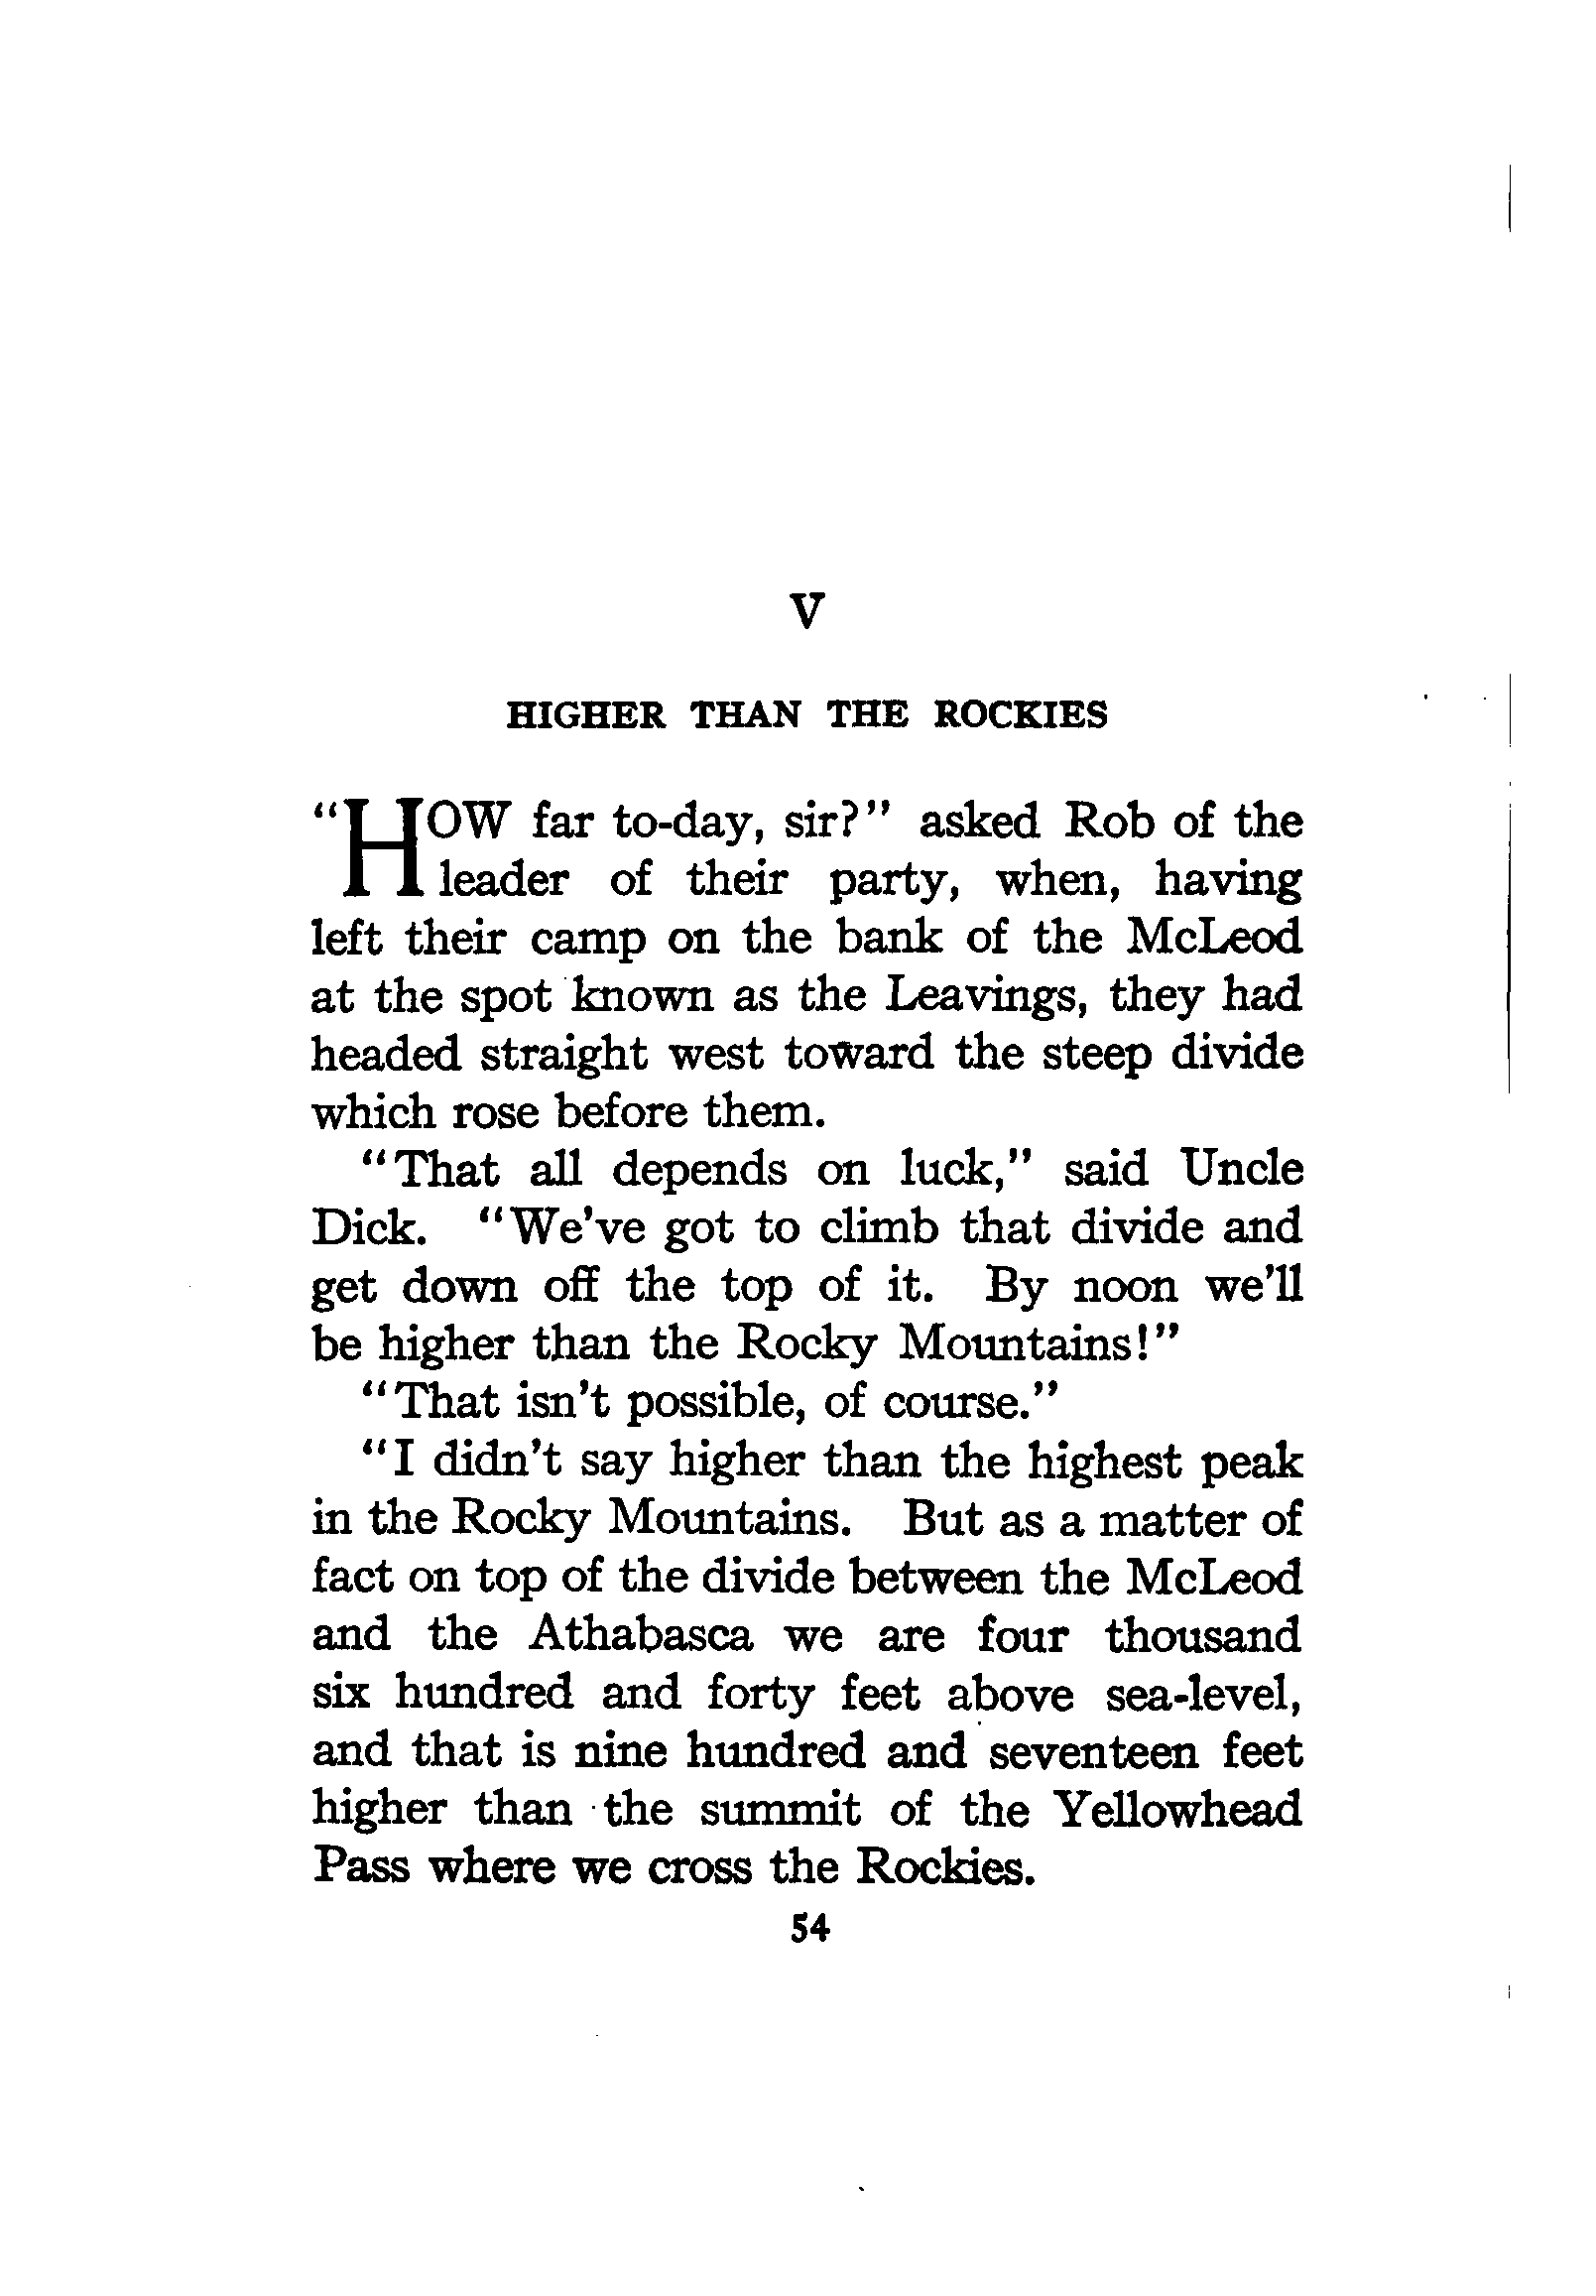 V
HIGHER THAN THE ROCKIES
"HOW far to-day, sir?" asked Rob of the
leader of their party, when, having
left their camp on the bank of the McLeod
at the spot known as the Leavings, they had
headed straight west toward the steep divide
which rose before them.
"That all depends on luck," said Uncle
Dick. "We've got to climb that divide and
get down off the top of it. By noon we'll
be higher than the Rocky Mountains!"
"That isn't possible, of course."
"I didn't say higher than the highest peak
in the Rocky Mountains. But as a matter of
fact on top of the divide between the McLeod
and the Athabasca we are four thousand
six hundred and forty feet above sea-level,
and that is nine hundred and seventeen feet
higher than the summit of the Yellowhead
Pass where we cross the Rockies.
54